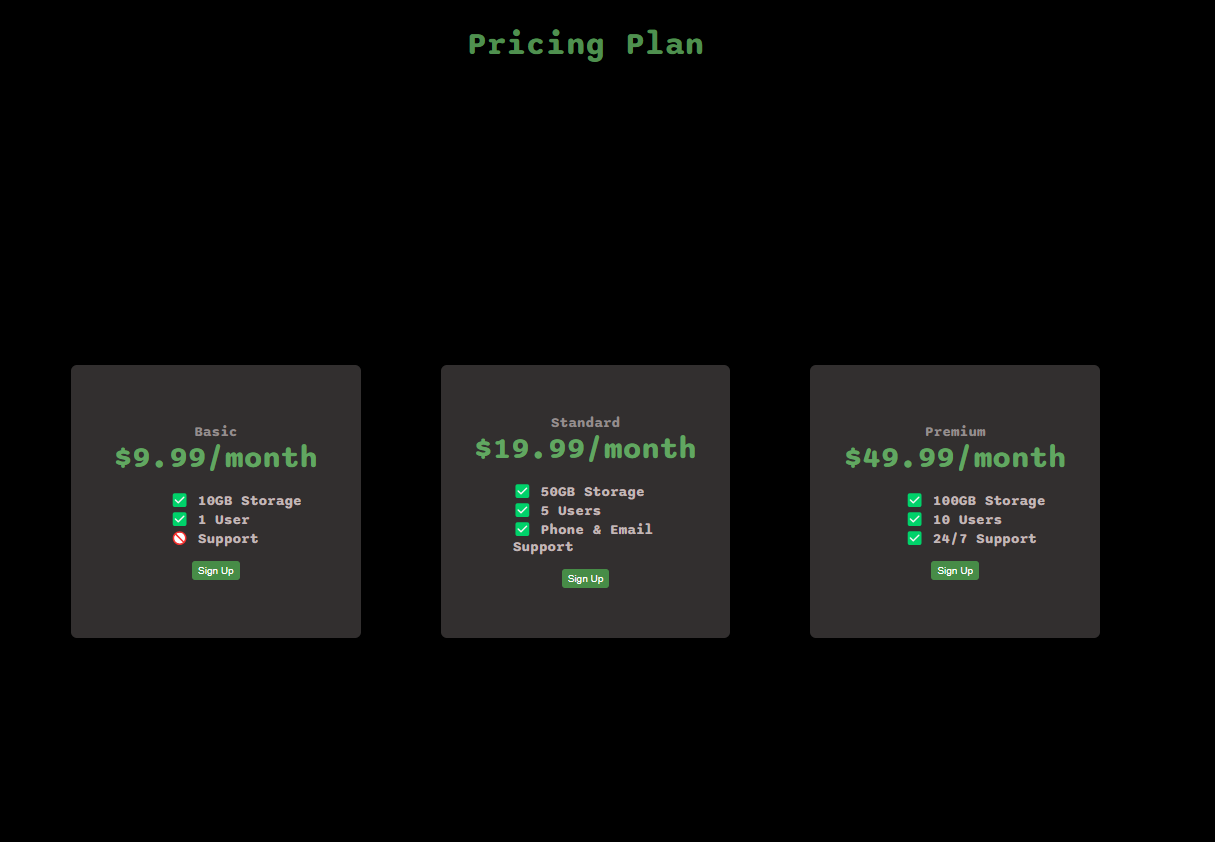 Pricing Plan
Basic
$9.99/month
✅ 10GB Storage
✅ 1 User
🚫 Support
Sign Up
Standard
$19.99/month
✅ 50GB Storage
✅ 5 Users
✅ Phone & Email
Support
Sign Up
Premium
$49.99/month
✅ 100GB Storage
✅ 10 Users
✅ 24/7 Support
Sign Up